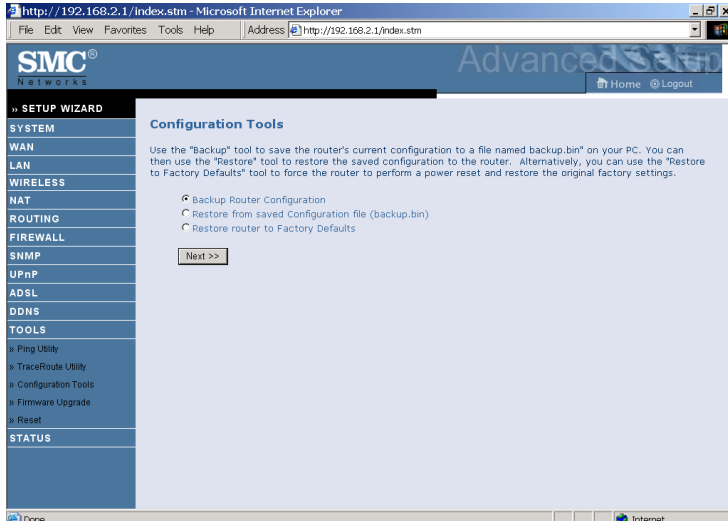 http://192.168.2.1/index.stm - Microsoft Internet Explorer
File Edit View Favorites Tools Help Address http://192.168.2.1/index.stm
SMC®
Networks
Advanced Setup
Home Logout
» SETUP WIZARD
SYSTEM
WAN
LAN
WIRELESS
NAT
ROUTING
FIREWALL
SNMP
UPnP
ADSL
DDNS
TOOLS
» Ping Utility
» TraceRoute Utility
» Configuration Tools
» Firmware Upgrade
» Reset
STATUS
Configuration Tools
Use the "Backup" tool to save the router's current configuration to a file named backup.bin" on your PC. You can
then use the "Restore" tool to restore the saved configuration to the router. Alternatively, you can use the "Restore
to Factory Defaults" tool to force the router to perform a power reset and restore the original factory settings.
Backup Router Configuration
Restore from saved Configuration file (backup.bin)
Restore router to Factory Defaults
Next >>
Done Internet